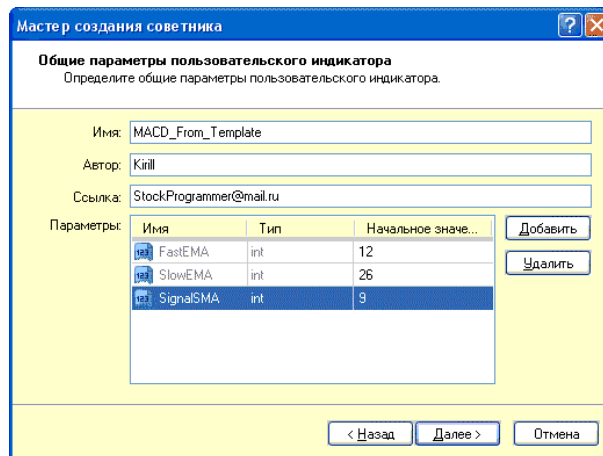 Мастер создания советника
Общие параметры пользовательского индикатора
Определите общие параметры пользовательского индикатора.
Имя: MACD_From_Template
Автор: Kirill
Ссылка: StockProgrammer@mail.ru
Параметры: Имя Тип Начальное значе... Добавить
FastEMA int 12
Удалить
SlowEMA int 26
SignalSMA int 9
< Назад Далее > Отмена